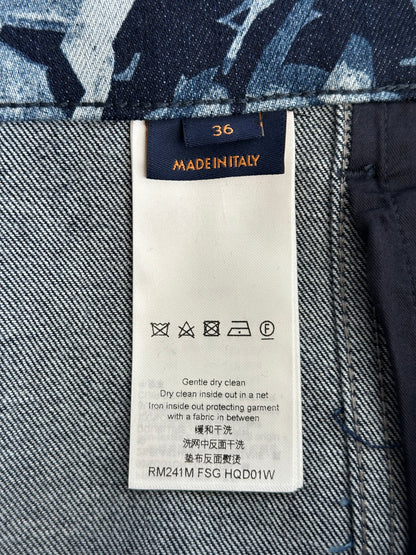 36
MADE IN ITALY
F
Gentle dry clean
Dry clean inside out in a net
Iron inside out protecting garment
with a fabric in between
缓和干洗
洗网中反面干洗
垫布反面熨烫
RM241M FSG HQD01W